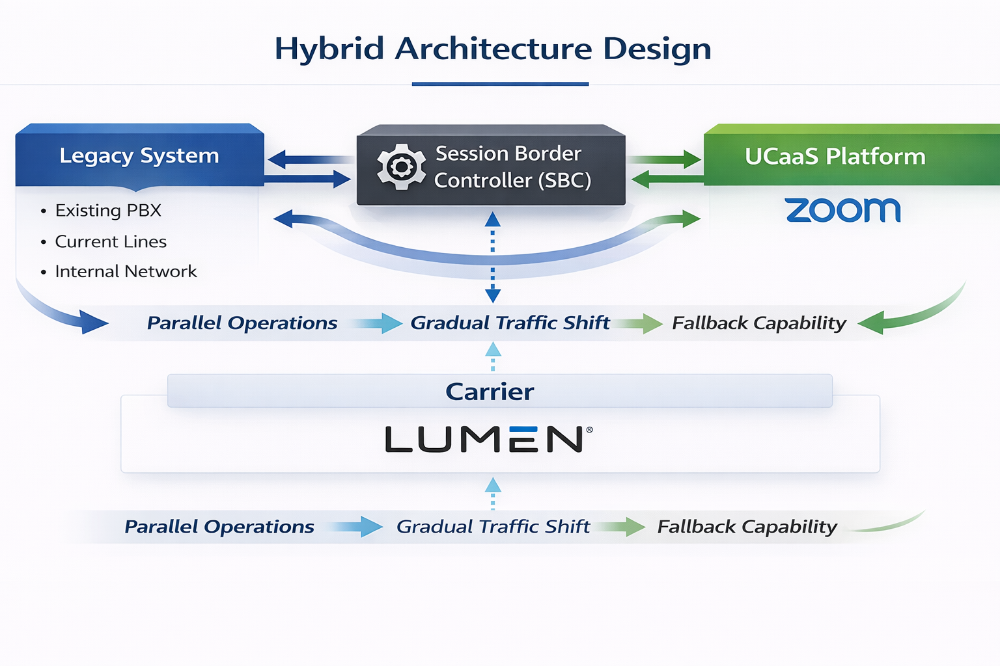 Hybrid Architecture Design
Legacy System
Session Border
Controller (SBC)
UCaaS Platform
zoom
• Existing PBX
• Current Lines
• Internal Network
Parallel Operations
Gradual Traffic Shift
Fallback Capability
Carrier
LUMEN®
Parallel Operations
Gradual Traffic Shift
Fallback Capability